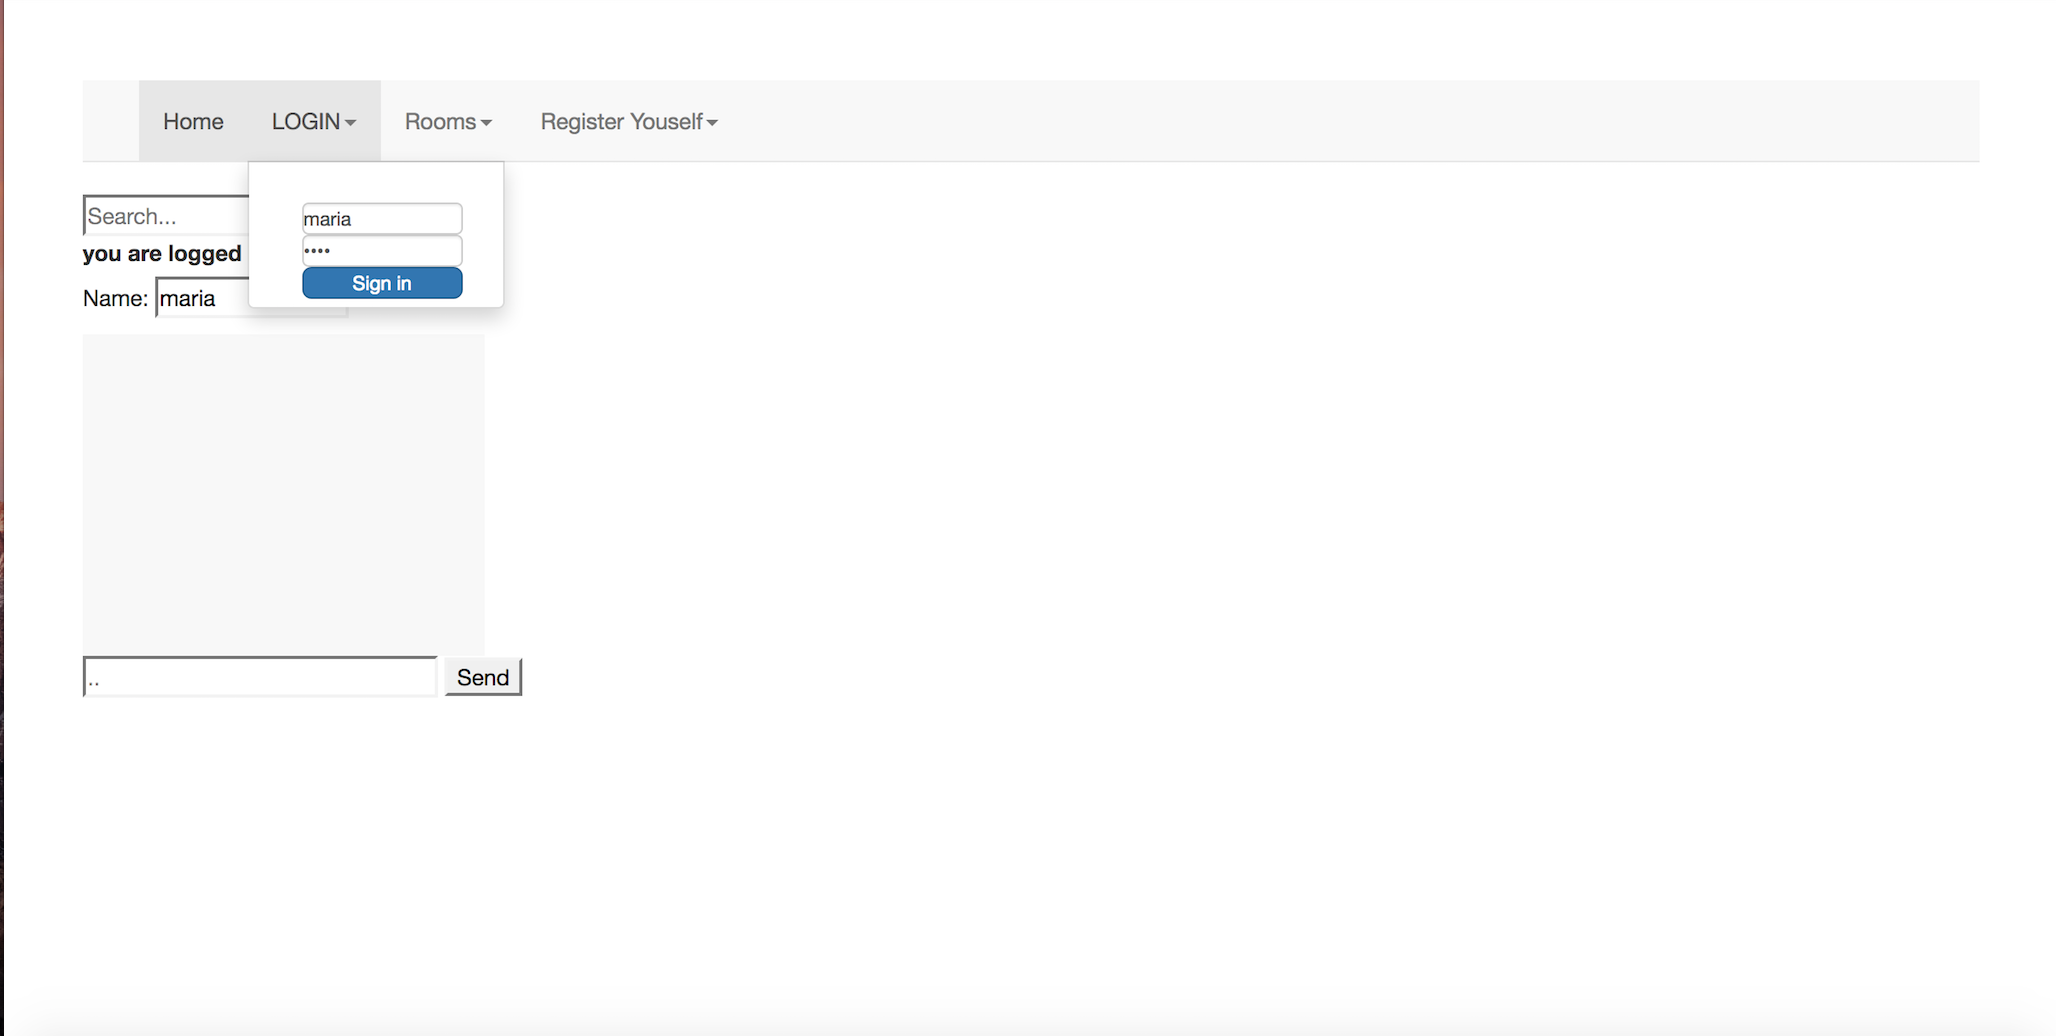 Home LOGIN Rooms Register Youself
Search...
maria
••••
you are logged
Sign in
Name: maria
..
Send